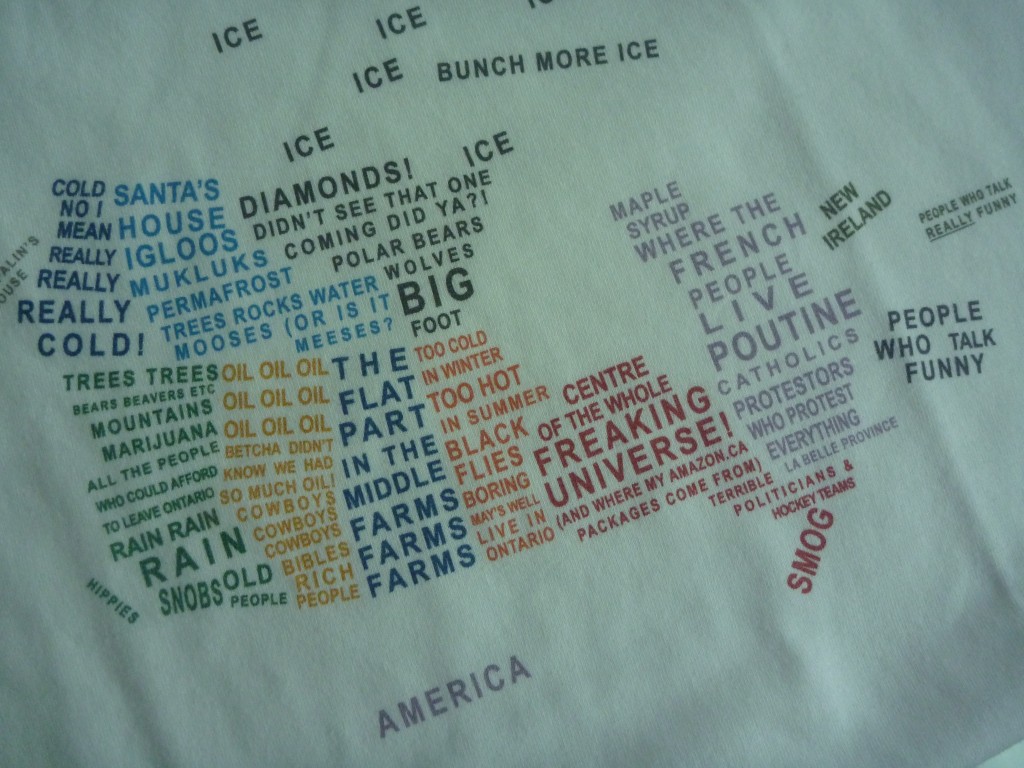 ICE
ICE
ICE
BUNCH MORE ICE
ICE
ICE
COLD
NO I
MEAN
REALLY
REALLY
REALLY
COLD!
SANTA'S
HOUSE
IGLOOS
MUKLUKS
PERMAFROST
TREES ROCKS WATER
MOOSES (OR IS IT
MEESES?
DIAMONDS!
DIDN'T SEE THAT ONE
COMING DID YA?!
POLAR BEARS
WOLVES
BIG
FOOT
TREES TREES
BEARS BEAVERS ETC
MOUNTAINS
MARIJUANA
ALL THE PEOPLE
WHO COULD AFFORD
TO LEAVE ONTARIO
RAIN RAIN
RAIN
SNOBS OLD
PEOPLE
HIPPIES
OIL OIL OIL
OIL OIL OIL
OIL OIL OIL
BETCHA DIDN'T
KNOW WE HAD
SO MUCH OIL!
COWBOYS
COWBOYS
COWBOYS
BIBLES
RICH
PEOPLE
THE
FLAT
PART
IN THE
MIDDLE
FARMS
FARMS
FARMS
TOO COLD
IN WINTER
TOO HOT
IN SUMMER
BLACK
FLIES
BORING
MAY'S WELL
LIVE IN
ONTARIO
CENTRE
OF THE WHOLE
FREAKING
UNIVERSE!
(AND WHERE MY AMAZON.CA
PACKAGES COME FROM)
TERRIBLE
POLITICIANS &
HOCKEY TEAMS
SMOG
MAPLE
SYRUP
WHERE THE
FRENCH
PEOPLE
LIVE
POUTINE
CATHOLICS
PROTESTORS
WHO PROTEST
EVERYTHING
LA BELLE PROVINCE
NEW
IRELAND
PEOPLE WHO TALK
REALLY FUNNY
PEOPLE
WHO TALK
FUNNY
AMERICA